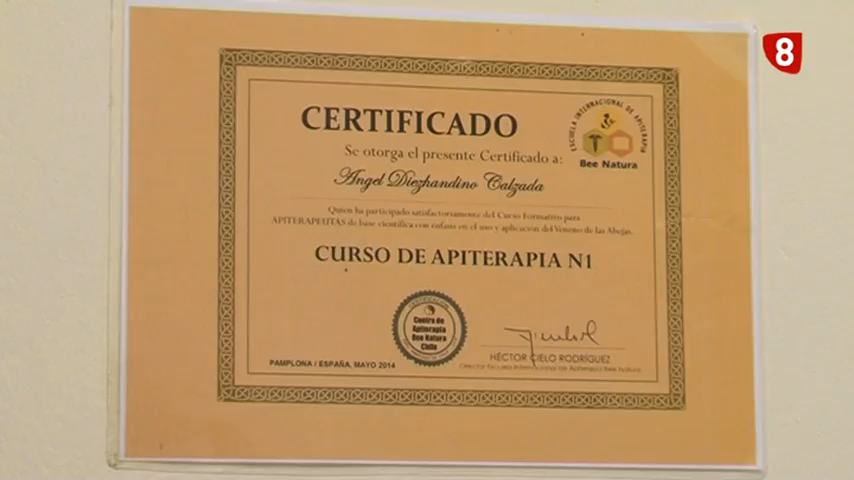 8
CERTIFICADO
ESCUELA INTERNACIONAL DE APITERAPIA
Bee Natura
Se otorga el presente Certificado a:
Angel Diezhandino Calzada
Quien ha participado satisfactoriamente del Curso Formativo para
APITERAPEUTAS de base científica con énfasis en el uso y aplicación del Veneno de las Abejas.
CURSO DE APITERAPIA N1
CERTIFICACIÓN
Centro de
Apiterapia
Bee Natura
Chile
PAMPLONA / ESPAÑA, MAYO 2014
HÉCTOR CIELO RODRÍGUEZ
Director Escuela Internacional de Apiterapia Bee Natura